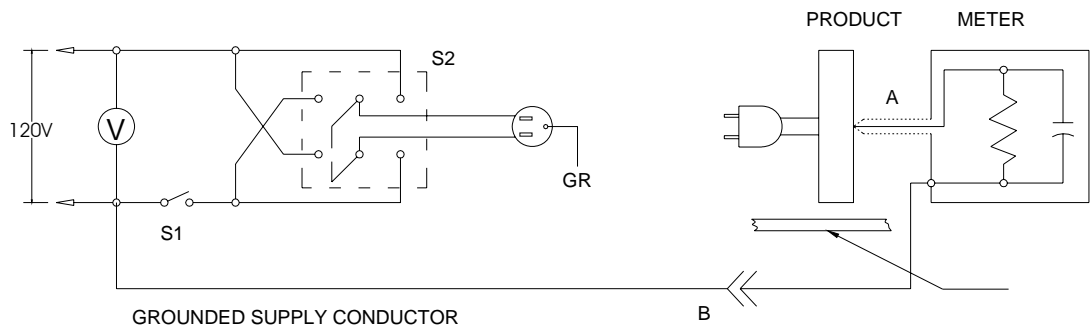 PRODUCT METER
S2
A
120V
V
GR
S1
B
GROUNDED SUPPLY CONDUCTOR